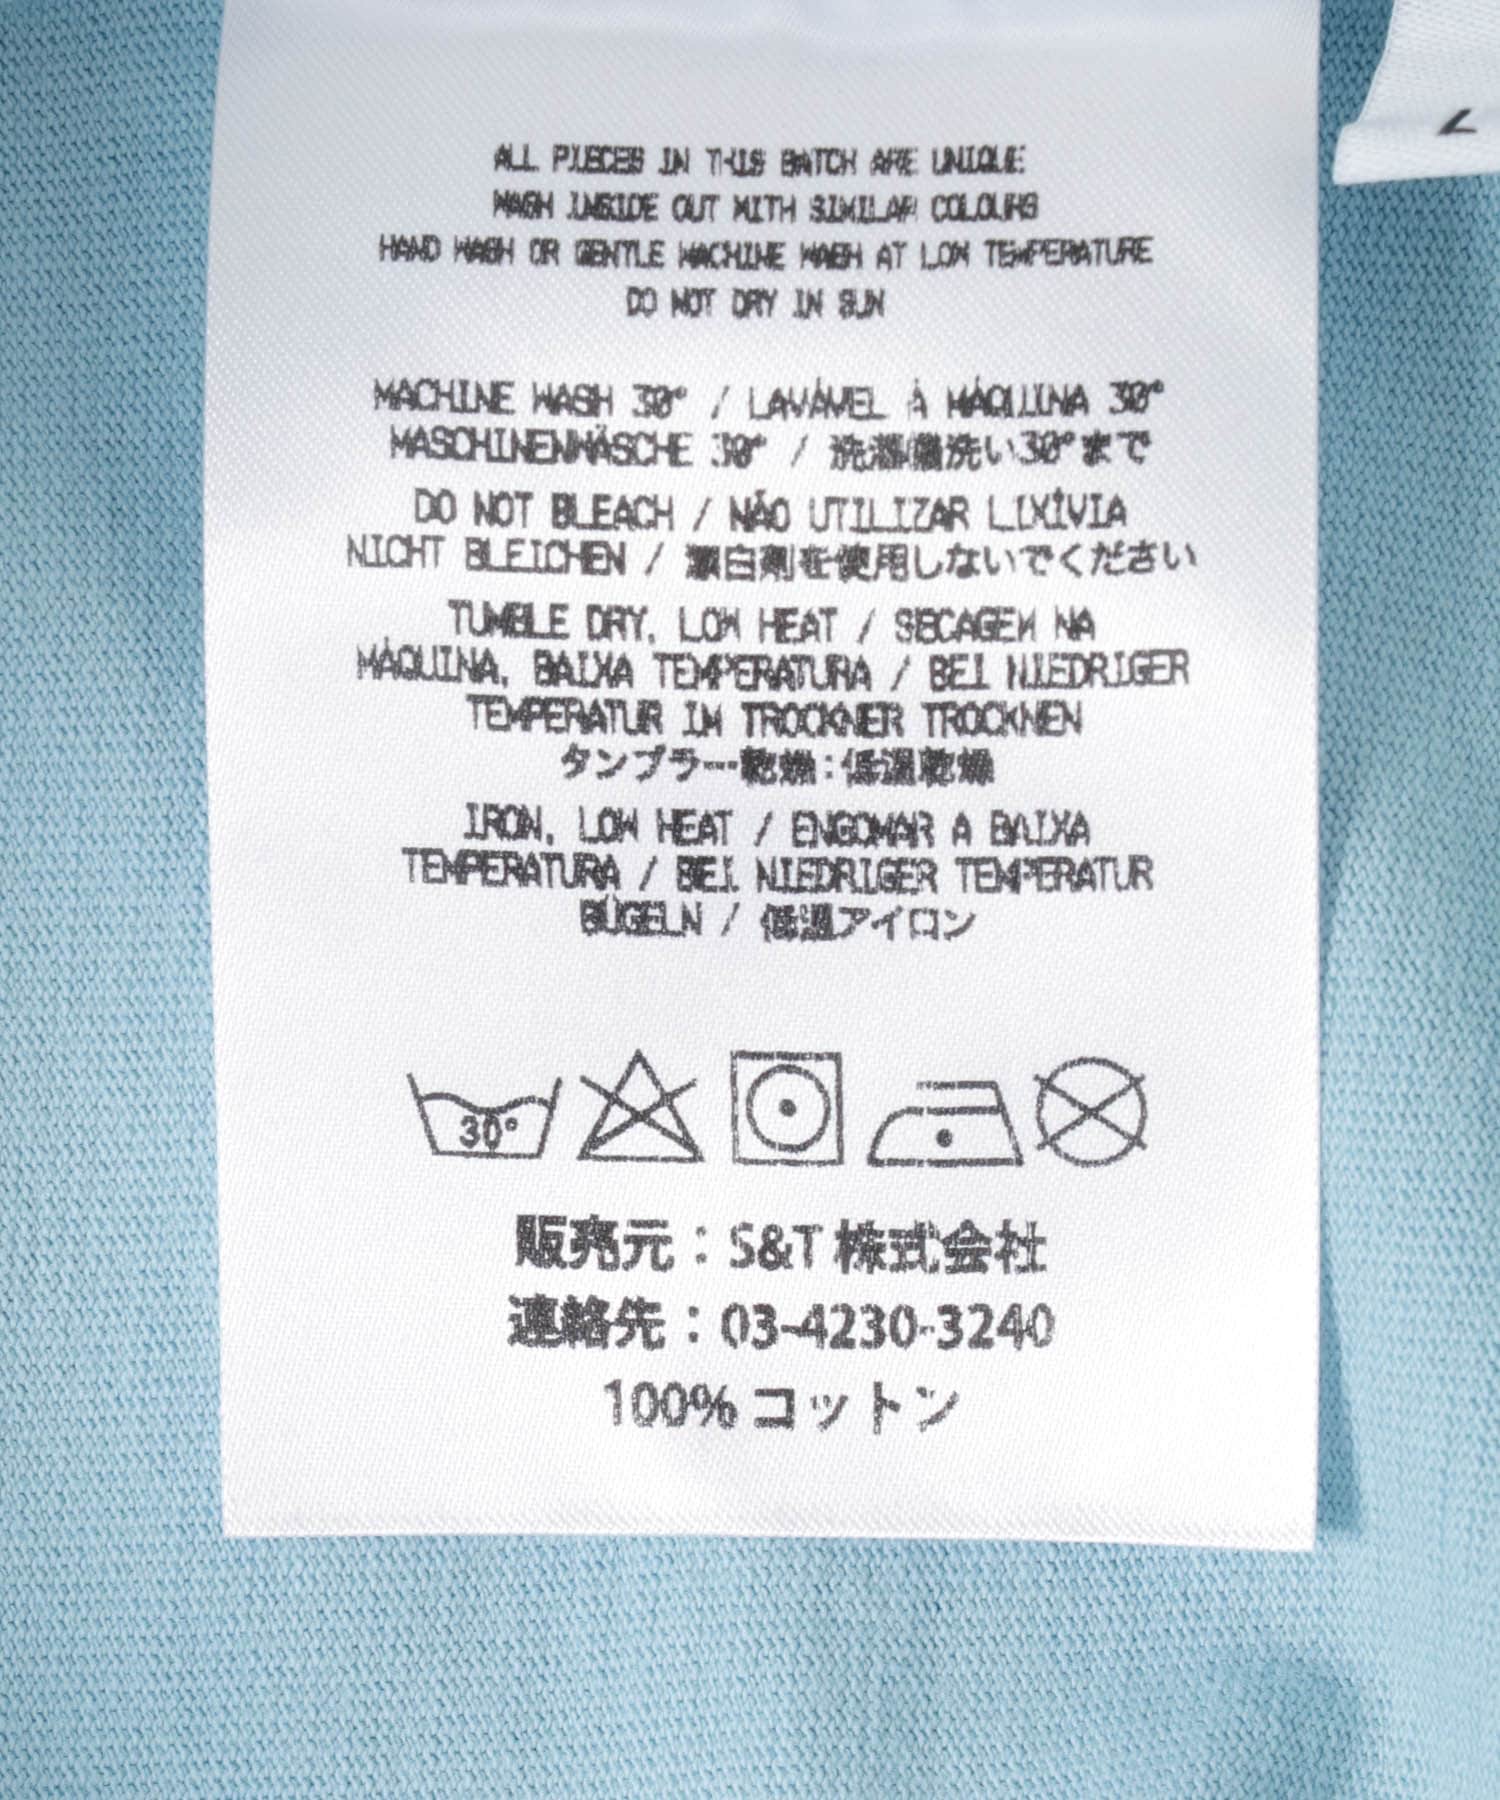 ALL PIECES IN THIS BATCH ARE UNIQUE
WASH INSIDE OUT WITH SIMILAR COLOURS
HAND WASH OR GENTLE MACHINE WASH AT LOW TEMPERATURE
DO NOT DRY IN SUN
MACHINE WASH 30° / LAVÁVEL À MÁQUINA 30°
MASCHINENWÄSCHE 30° / 洗濯機洗い30°まで
DO NOT BLEACH / NÃO UTILIZAR LIXÍVIA
NICHT BLEICHEN / 漂白剤を使用しないでください
TUMBLE DRY, LOW HEAT / SECAGEM NA
MÁQUINA, BAIXA TEMPERATURA / BEI NIEDRIGER
TEMPERATUR IM TROCKNER TROCKNEN
タンブラー乾燥：低温乾燥
IRON, LOW HEAT / ENGOMAR A BAIXA
TEMPERATURA / BEI NIEDRIGER TEMPERATUR
BÜGELN / 低温アイロン
30°
販売元：S&T 株式会社
連絡先：03-4230-3240
100% コットン